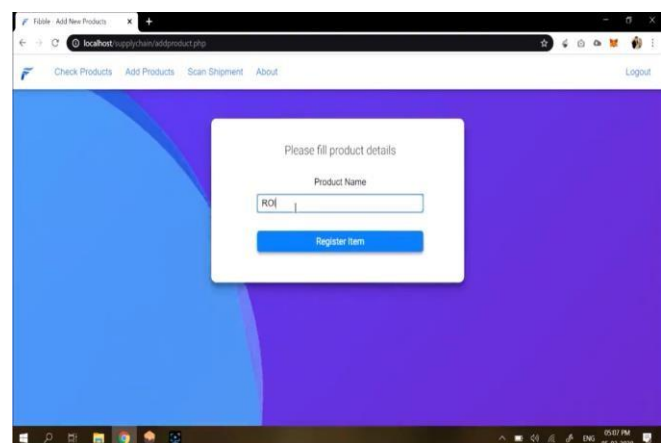 Fibble - Add New Products
localhost/supplychain/addproduct.php
Check Products Add Products Scan Shipment About Logout
Please fill product details
Product Name
ROI
Register Item
ENG
05:07 PM